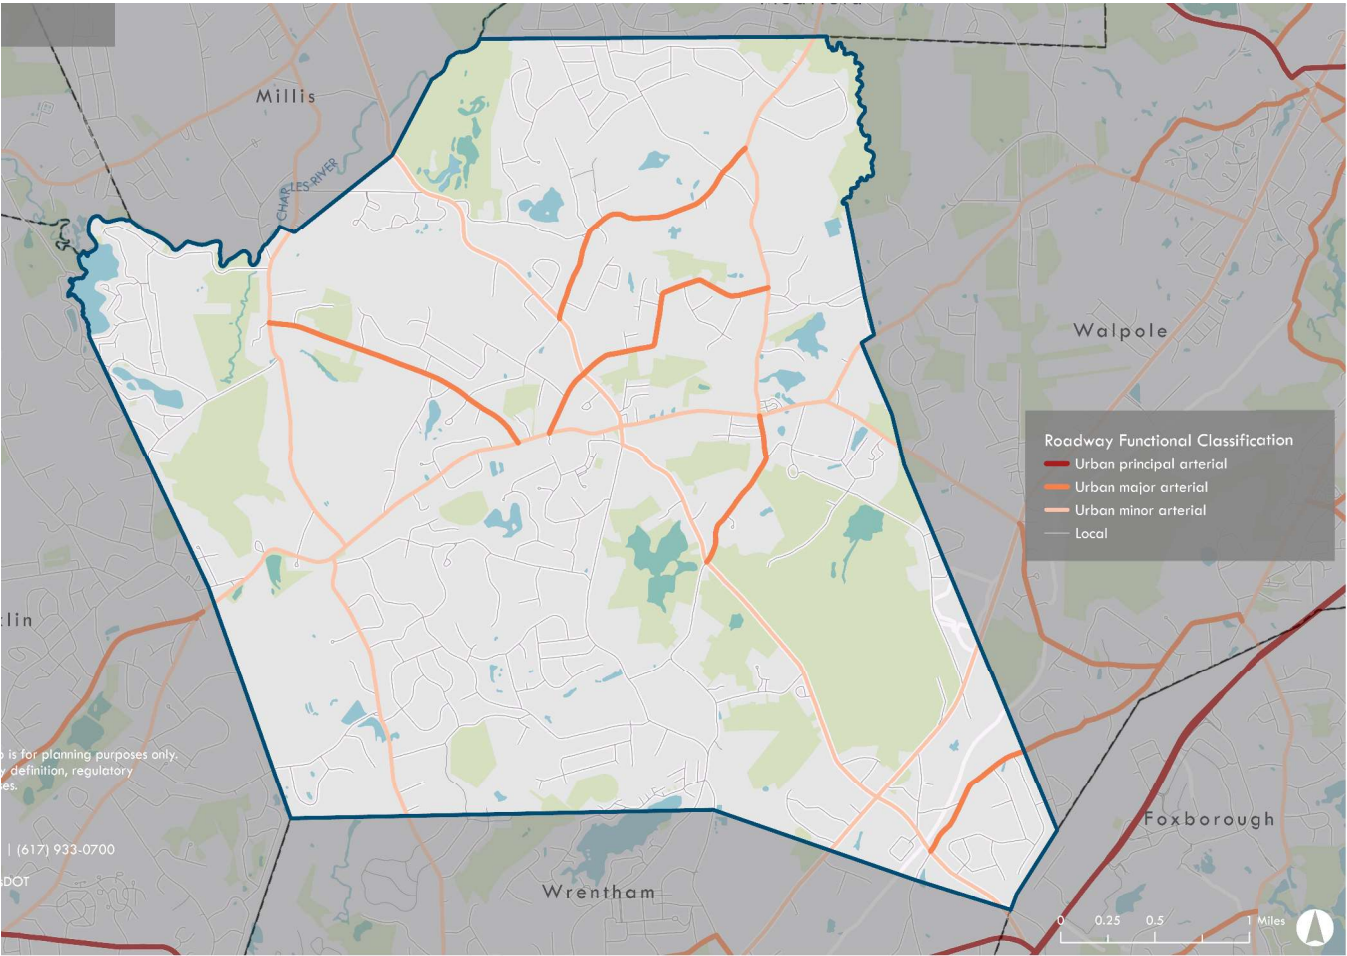 Millis
CHARLES RIVER
Walpole
Roadway Functional Classification
Urban principal arterial
Urban major arterial
Urban minor arterial
Local
lin
is for planning purposes only.
definition, regulatory
Foxborough
| (617) 933-0700
DOT
Wrentham
0 0.25 0.5 1 Miles